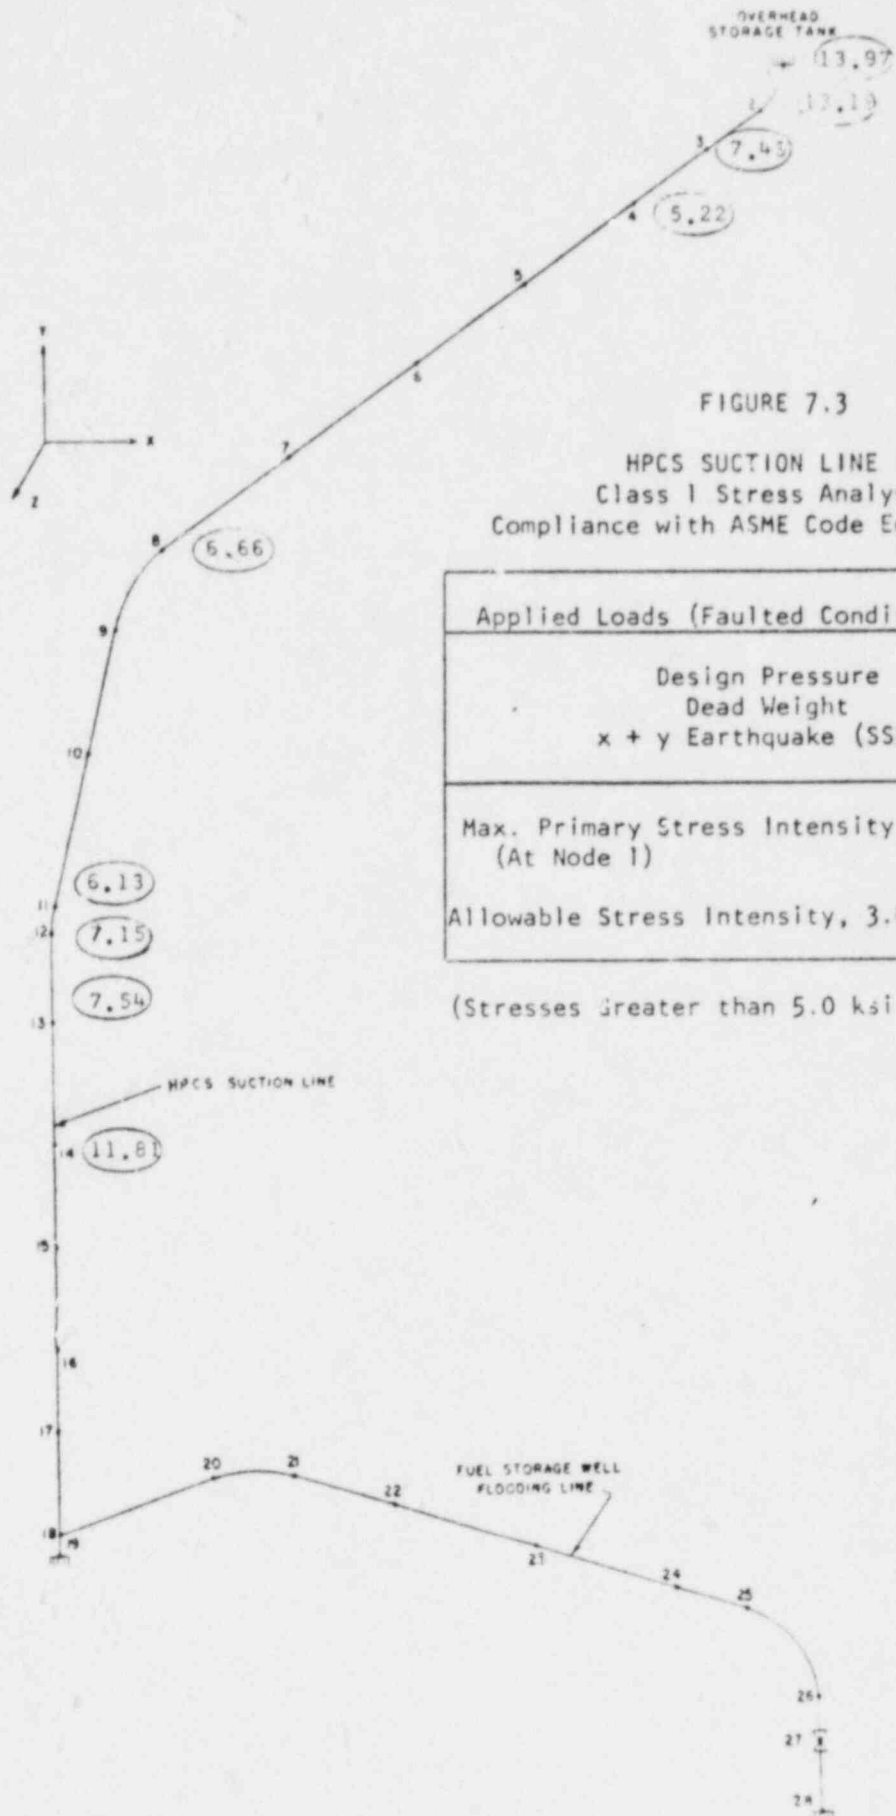 OVERHEAD
STORAGE TANK
13.97
2
13.19
3
7.43
4
5.22
5
6
7
Y
X
Z
FIGURE 7.3
HPCS SUCTION LINE
Class 1 Stress Analy
Compliance with ASME Code E
8
6.66
9
10
Applied Loads (Faulted Condi
Design Pressure
Dead Weight
x + y Earthquake (SS
Max. Primary Stress Intensity
(At Node 1)
Allowable Stress Intensity, 3.
11
6.13
12
7.15
7.54
13
(Stresses Greater than 5.0 ksi
HPCS SUCTION LINE
14
11.81
15
16
17
18
19
20
21
22
FUEL STORAGE WELL
FLOODING LINE
23
24
25
26
27
28